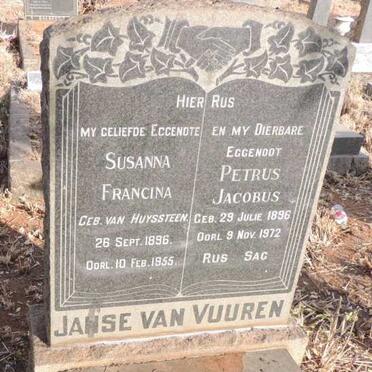 HIER RUS
MY GELIEFDE EGGENOTE
SUSANNA
FRANCINA
GEB. VAN HUYSSTEEN.
26 SEPT. 1896.
OORL. 10 FEB. 1955.
EN MY DIERBARE
EGGENOOT
PETRUS
JACOBUS
GEB. 29 JULIE 1896
OORL. 9 NOV. 1972
RUS SAG
JANSE VAN VUUREN